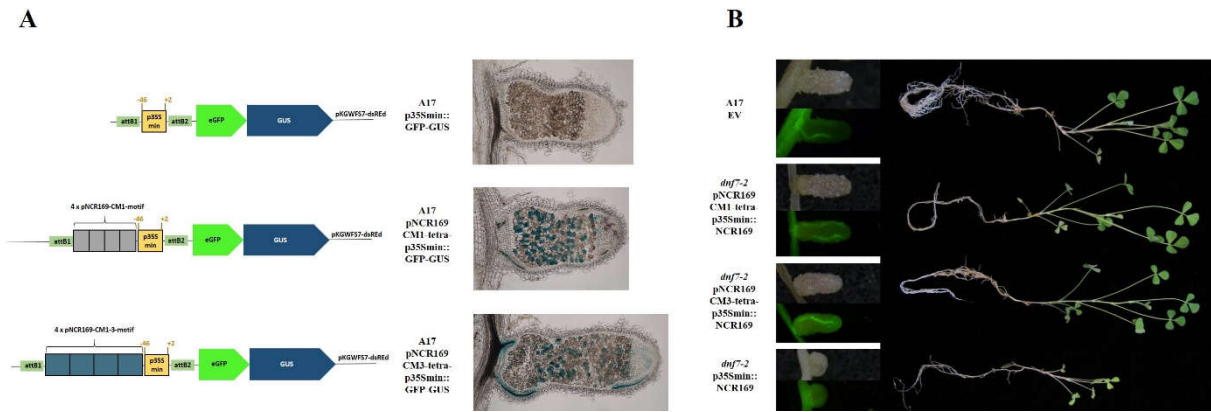 A
-46 +2
attB1 p35S min attB2 eGFP GUS pKGWFS7-dsREd
A17
p35Smin::
GFP-GUS
4 x pNCR169-CM1-motif
-46 +2
attB1 p35S min attB2 eGFP GUS pKGWFS7-dsREd
A17
pNCR169
CM1-tetra-
p35Smin::
GFP-GUS
4 x pNCR169-CM1-3-motif
-46 +2
attB1 p35S min attB2 eGFP GUS pKGWFS7-dsREd
A17
pNCR169
CM3-tetra-
p35Smin::
GFP-GUS
B
A17
EV
dnf7-2
pNCR169
CM1-tetra-
p35Smin::
NCR169
dnf7-2
pNCR169
CM3-tetra-
p35Smin::
NCR169
dnf7-2
p35Smin::
NCR169